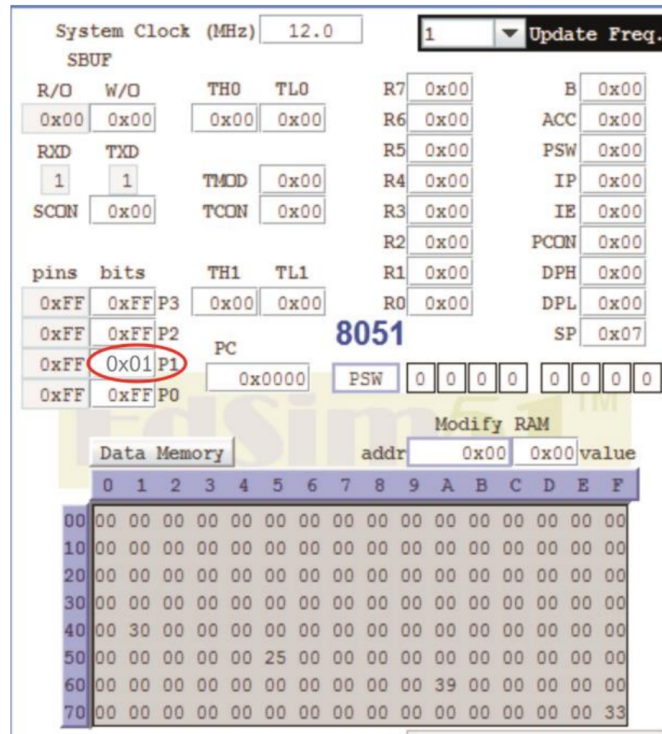 System Clock (MHz) 12.0 1 Update Freq.
SBUF
R/O W/O TH0 TL0 R7 0x00 B 0x00
0x00 0x00 0x00 0x00 R6 0x00 ACC 0x00
RXD TXD R5 0x00 PSW 0x00
1 1 TMOD 0x00 R4 0x00 IP 0x00
SCON 0x00 TCON 0x00 R3 0x00 IE 0x00
R2 0x00 PCON 0x00
pins bits TH1 TL1 R1 0x00 DPH 0x00
0xFF 0xFF P3 0x00 0x00 R0 0x00 DPL 0x00
0xFF 0xFF P2 8051 SP 0x07
0xFF 0x01 P1 PC
0xFF 0xFF P0 0x0000 PSW 0 0 0 0 0 0 0 0
EdSim51 TM
Modify RAM
Data Memory addr 0x00 0x00 value
0 1 2 3 4 5 6 7 8 9 A B C D E F
00 00 00 00 00 00 00 00 00 00 00 00 00 00 00 00 00
10 00 00 00 00 00 00 00 00 00 00 00 00 00 00 00 00
20 00 00 00 00 00 00 00 00 00 00 00 00 00 00 00 00
30 00 00 00 00 00 00 00 00 00 00 00 00 00 00 00 00
40 00 30 00 00 00 00 00 00 00 00 00 00 00 00 00 00
50 00 00 00 00 00 25 00 00 00 00 00 00 00 00 00 00
60 00 00 00 00 00 00 00 00 00 00 39 00 00 00 00 00
70 00 00 00 00 00 00 00 00 00 00 00 00 00 00 00 33